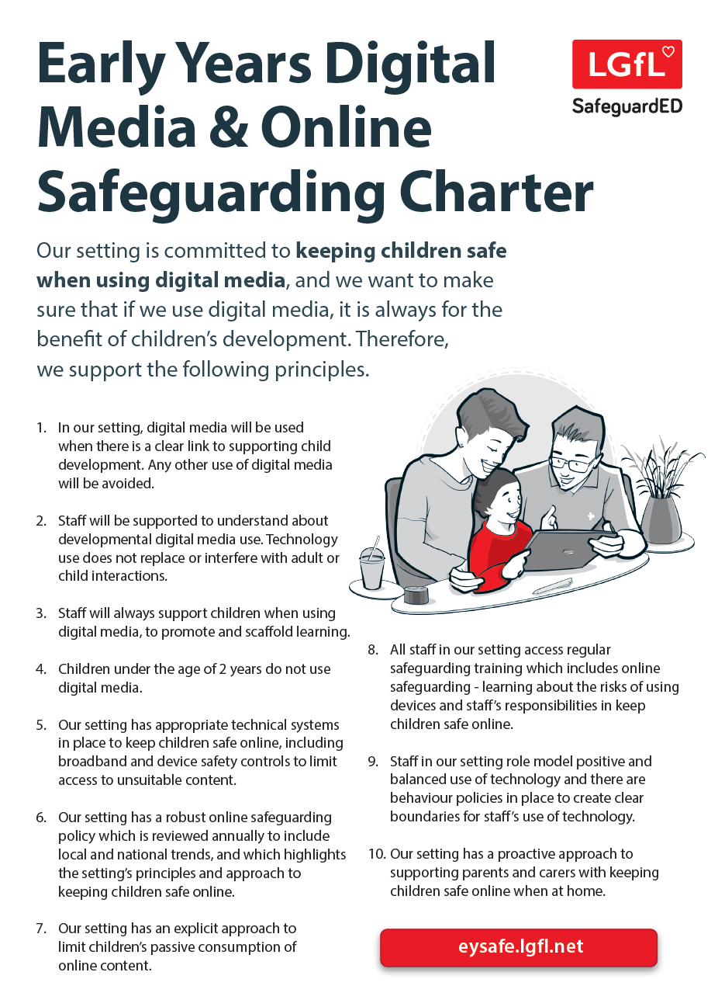 Early Years Digital
Media & Online
Safeguarding Charter
LGfL
SafeguardED
Our setting is committed to keeping children safe
when using digital media, and we want to make
sure that if we use digital media, it is always for the
benefit of children's development. Therefore,
we support the following principles.
1. In our setting, digital media will be used
when there is a clear link to supporting child
development. Any other use of digital media
will be avoided.
2. Staff will be supported to understand about
developmental digital media use. Technology
use does not replace or interfere with adult or
child interactions.
3. Staff will always support children when using
digital media, to promote and scaffold learning.
4. Children under the age of 2 years do not use
digital media.
5. Our setting has appropriate technical systems
in place to keep children safe online, including
broadband and device safety controls to limit
access to unsuitable content.
6. Our setting has a robust online safeguarding
policy which is reviewed annually to include
local and national trends, and which highlights
the setting's principles and approach to
keeping children safe online.
7. Our setting has an explicit approach to
limit children's passive consumption of
online content.
8. All staff in our setting access regular
safeguarding training which includes online
safeguarding - learning about the risks of using
devices and staff's responsibilities in keep
children safe online.
9. Staff in our setting role model positive and
balanced use of technology and there are
behaviour policies in place to create clear
boundaries for staff's use of technology.
10. Our setting has a proactive approach to
supporting parents and carers with keeping
children safe online when at home.
eysafe.lgfl.net